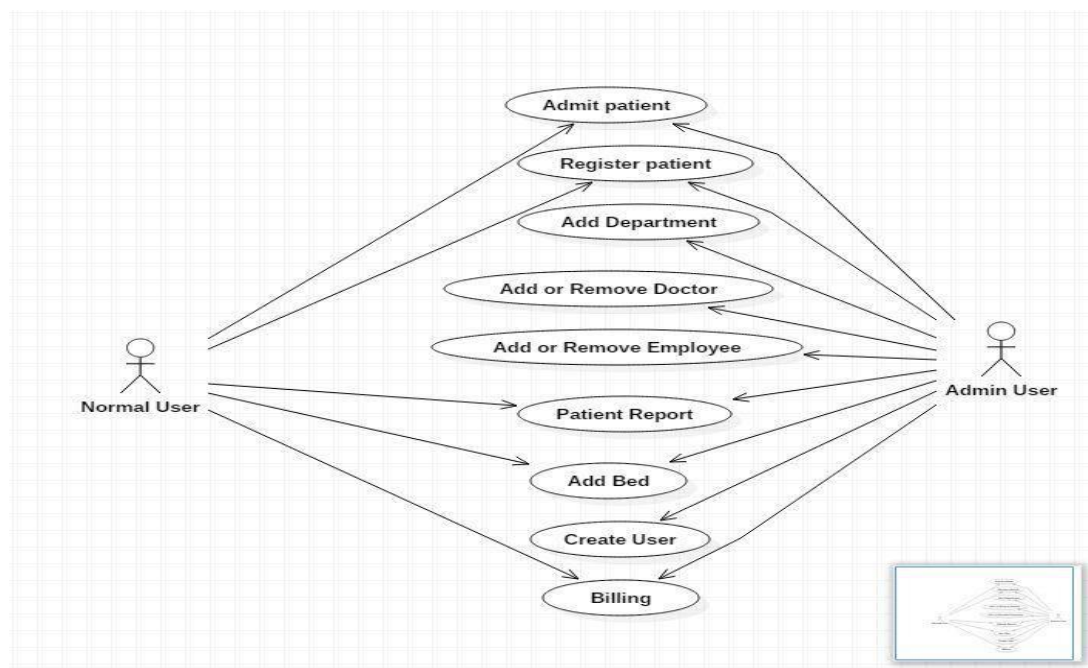 Admit patient
Register patient
Add Department
Add or Remove Doctor
Add or Remove Employee
Normal User
Admin User
Patient Report
Add Bed
Create User
Billing